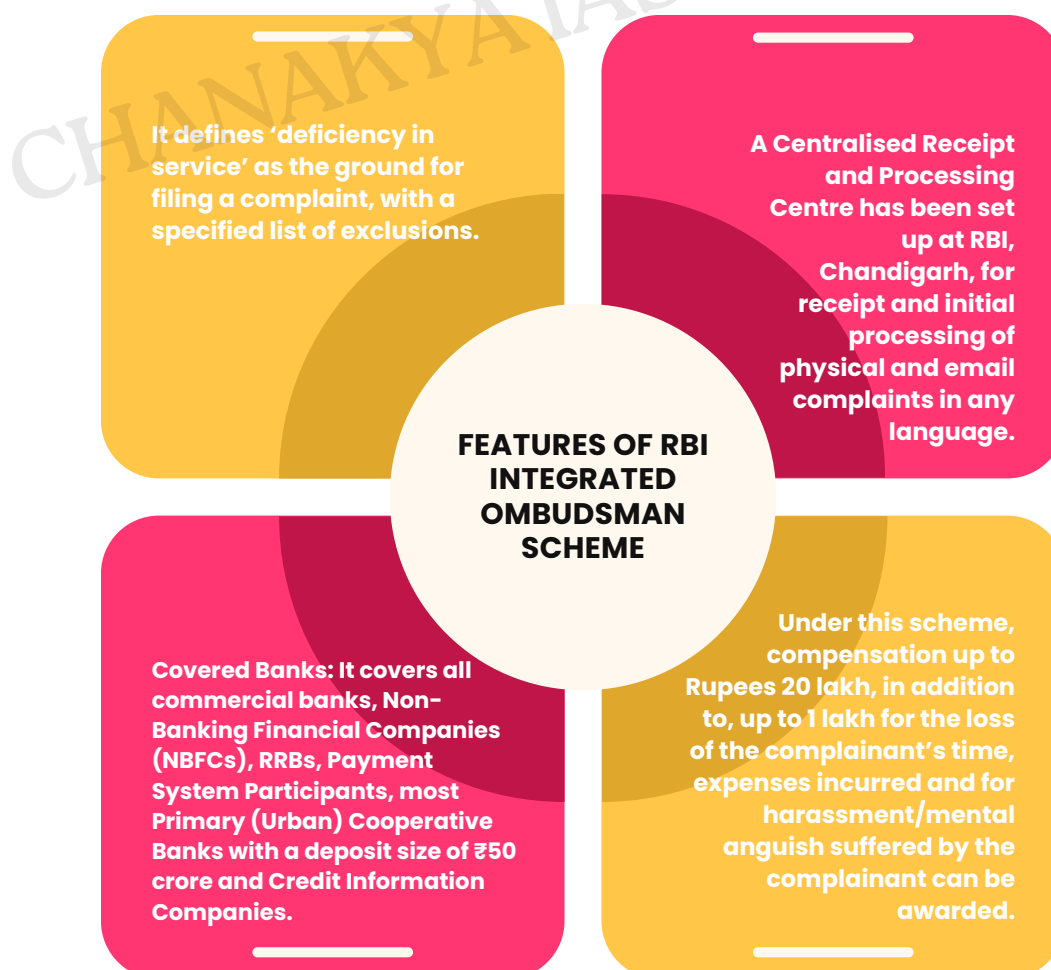 CHANAKYA IAS
It defines ‘deficiency in
service’ as the ground for
filing a complaint, with a
specified list of exclusions.
A Centralised Receipt
and Processing
Centre has been set
up at RBI,
Chandigarh, for
receipt and initial
processing of
physical and email
complaints in any
language.
FEATURES OF RBI
INTEGRATED
OMBUDSMAN
SCHEME
Covered Banks: It covers all
commercial banks, Non-
Banking Financial Companies
(NBFCs), RRBs, Payment
System Participants, most
Primary (Urban) Cooperative
Banks with a deposit size of ₹50
crore and Credit Information
Companies.
Under this scheme,
compensation up to
Rupees 20 lakh, in addition
to, up to 1 lakh for the loss
of the complainant’s time,
expenses incurred and for
harassment/mental
anguish suffered by the
complainant can be
awarded.